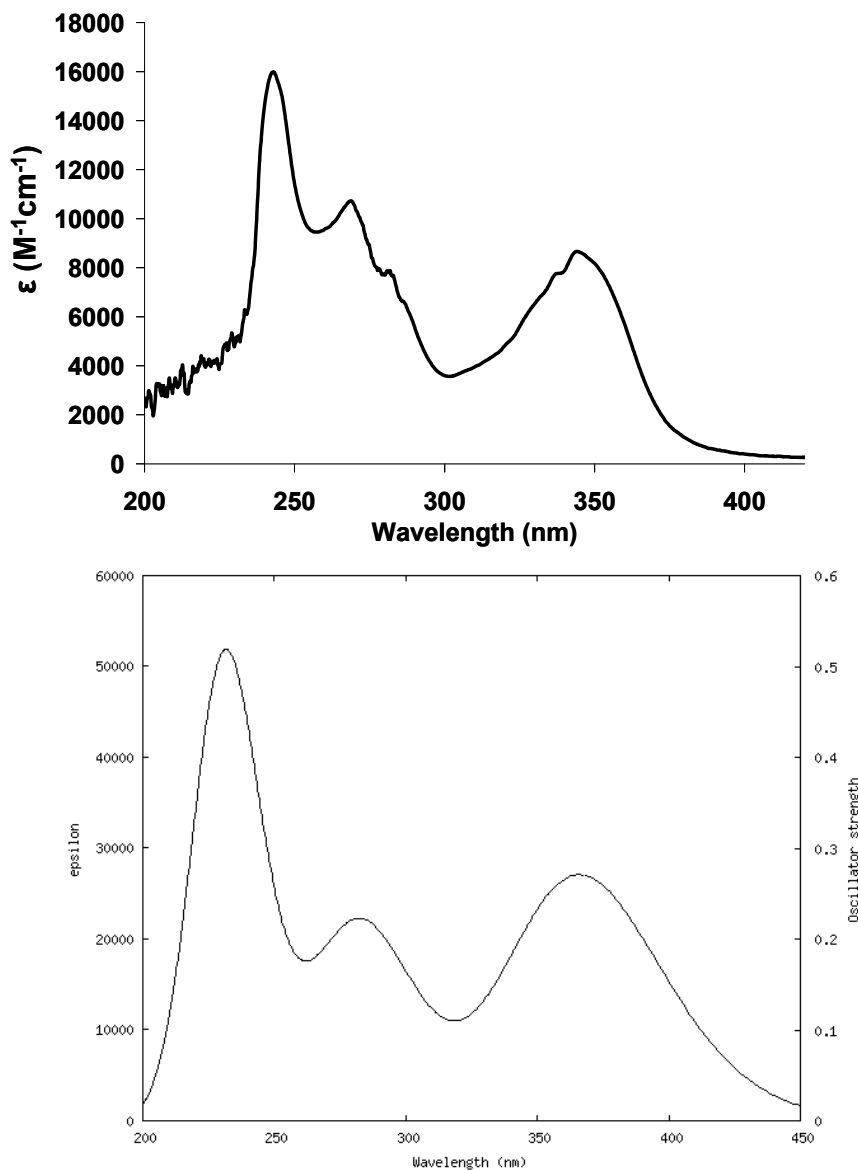 18000
16000
14000
12000
10000
8000
6000
4000
2000
0
ε (M-1cm-1)
200 250 300 350 400
Wavelength (nm)
60000 0.6
50000 0.5
40000 0.4
epsilon
30000 0.3
Oscillator strength
20000 0.2
10000 0.1
0 0
200 250 300 350 400 450
Wavelength (nm)